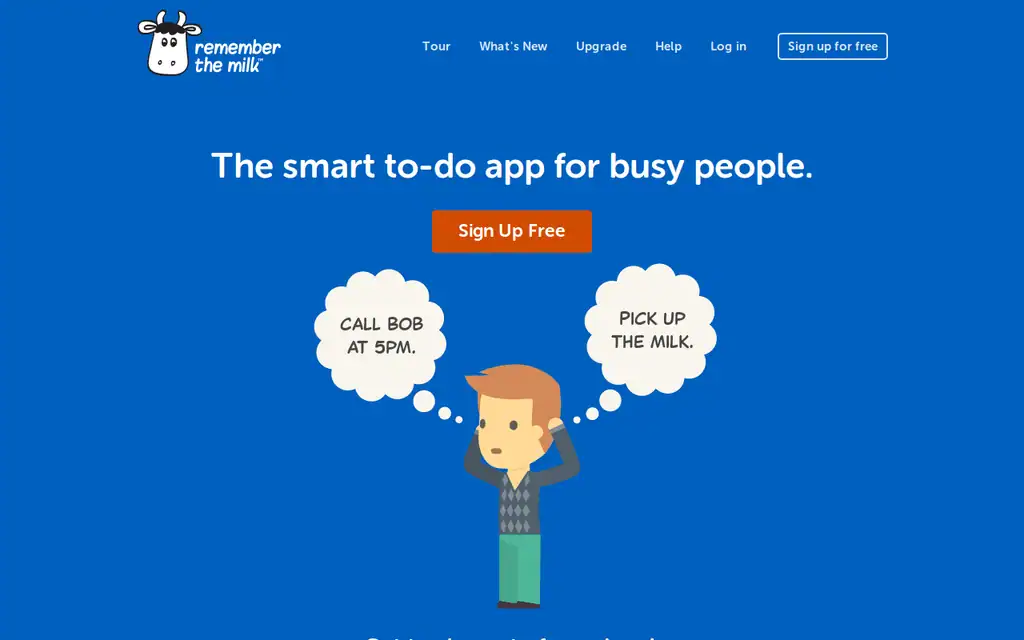 remember
the milk™
Tour
What's New
Upgrade
Help
Log in
Sign up for free
The smart to-do app for busy people.
Sign Up Free
CALL BOB
AT 5PM.
PICK UP
THE MILK.